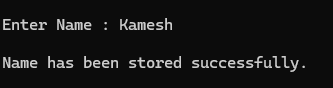 Enter Name : Kamesh
Name has been stored successfully.